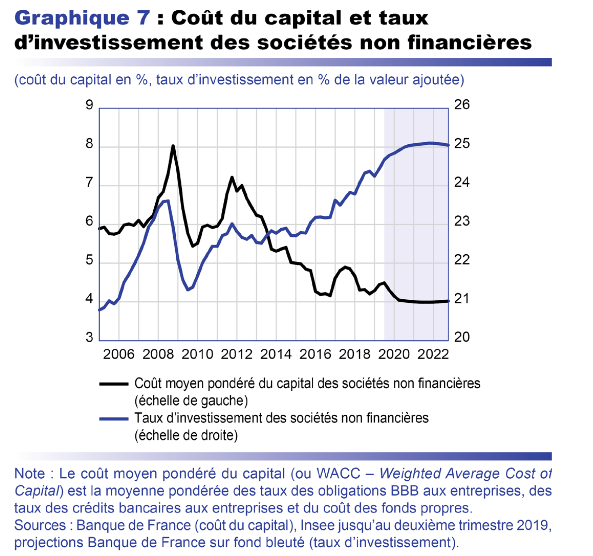 Graphique 7 : Coût du capital et taux
d’investissement des sociétés non financières
(coût du capital en %, taux d’investissement en % de la valeur ajoutée)
9 26
8 25
7 24
6 23
5 22
4 21
3 20
2006 2008 2010 2012 2014 2016 2018 2020 2022
Coût moyen pondéré du capital des sociétés non financières
(échelle de gauche)
Taux d’investissement des sociétés non financières
(échelle de droite)
Note : Le coût moyen pondéré du capital (ou WACC – Weighted Average Cost of
Capital) est la moyenne pondérée des taux des obligations BBB aux entreprises, des
taux des crédits bancaires aux entreprises et du coût des fonds propres.
Sources : Banque de France (coût du capital), Insee jusqu’au deuxième trimestre 2019,
projections Banque de France sur fond bleuté (taux d’investissement).